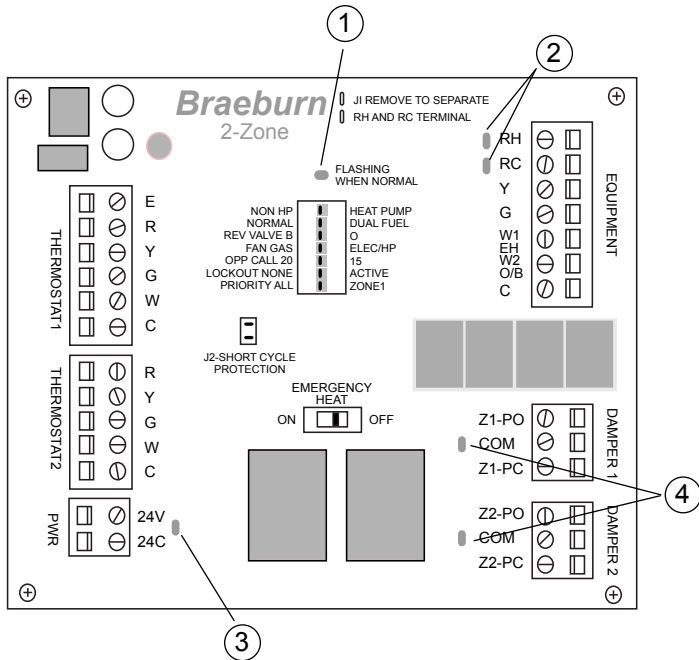 1
2
Braeburn
2-Zone
JI REMOVE TO SEPARATE
RH AND RC TERMINAL
FLASHING
WHEN NORMAL
NON HP HEAT PUMP
NORMAL DUAL FUEL
REV VALVE B O
FAN GAS ELEC/HP
OPP CALL 20 15
LOCKOUT NONE ACTIVE
PRIORITY ALL ZONE1
RH
RC
Y
G
W1
EH
W2
O/B
C
EQUIPMENT
THERMOSTAT1
E
R
Y
G
W
C
J2-SHORT CYCLE
PROTECTION
EMERGENCY
HEAT
ON OFF
THERMOSTAT2
R
Y
G
W
C
Z1-PO
COM
Z1-PC
DAMPER 1
4
Z2-PO
COM
Z2-PC
DAMPER 2
PWR
24V
24C
3